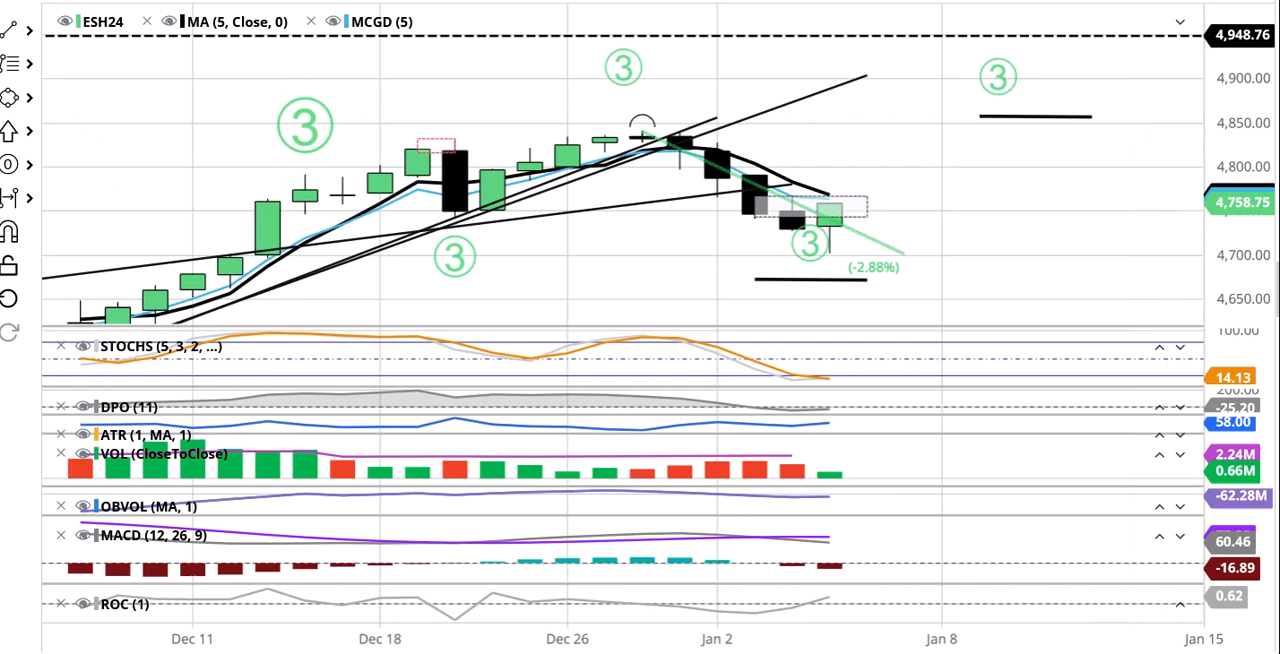 ESH24 MA (5, Close, 0) MCGD (5)
4,948.76
4,900.00
4,850.00
4,800.00
4,758.75
4,700.00
4,650.00
3
3
3
3
3
(-2.88%)
100.00
STOCHS (5, 3, 2, ...)
14.13
200.00
DPO (11)
-25.20
58.00
ATR (1, MA, 1)
VOL (CloseToClose)
2.24M
0.66M
OBVOL (MA, 1)
-62.28M
MACD (12, 26, 9)
60.46
-16.89
ROC (1)
0.62
Dec 11 Dec 18 Dec 26 Jan 2 Jan 8 Jan 15